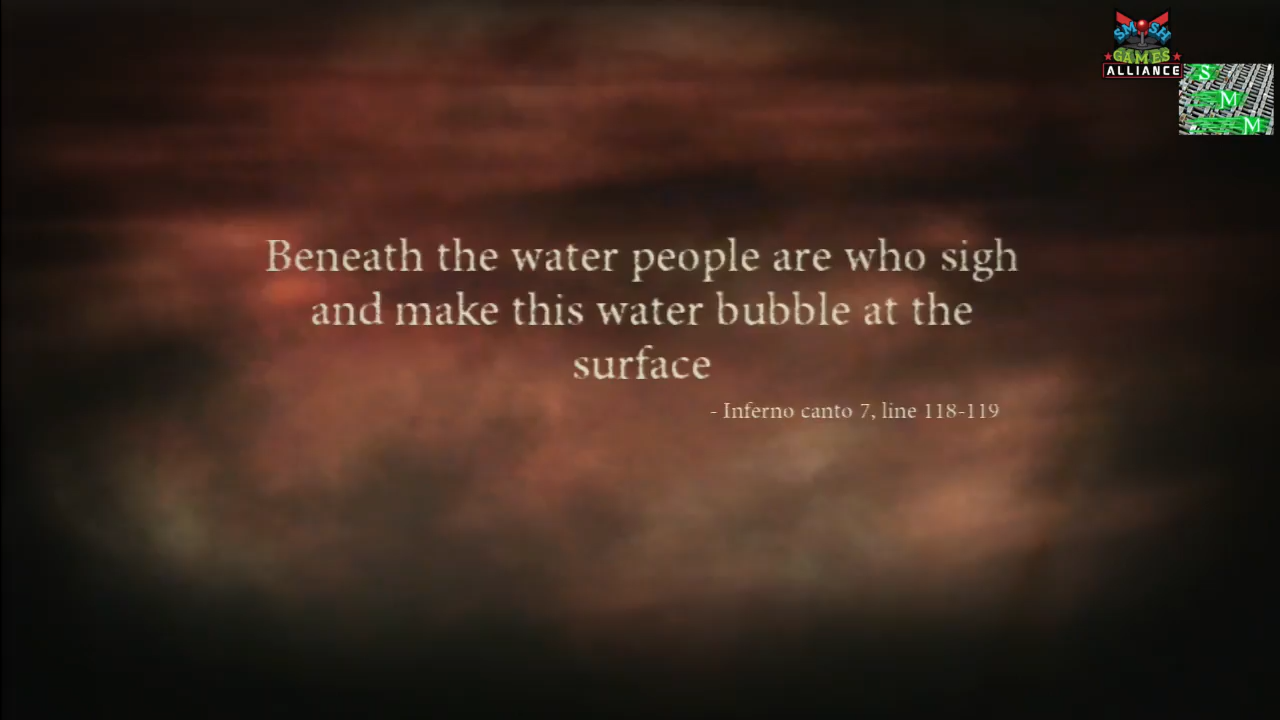 SMASH
GAMES
ALLIANCE
S
M
M
Beneath the water people are who sigh
and make this water bubble at the
surface
- Inferno canto 7, line 118-119